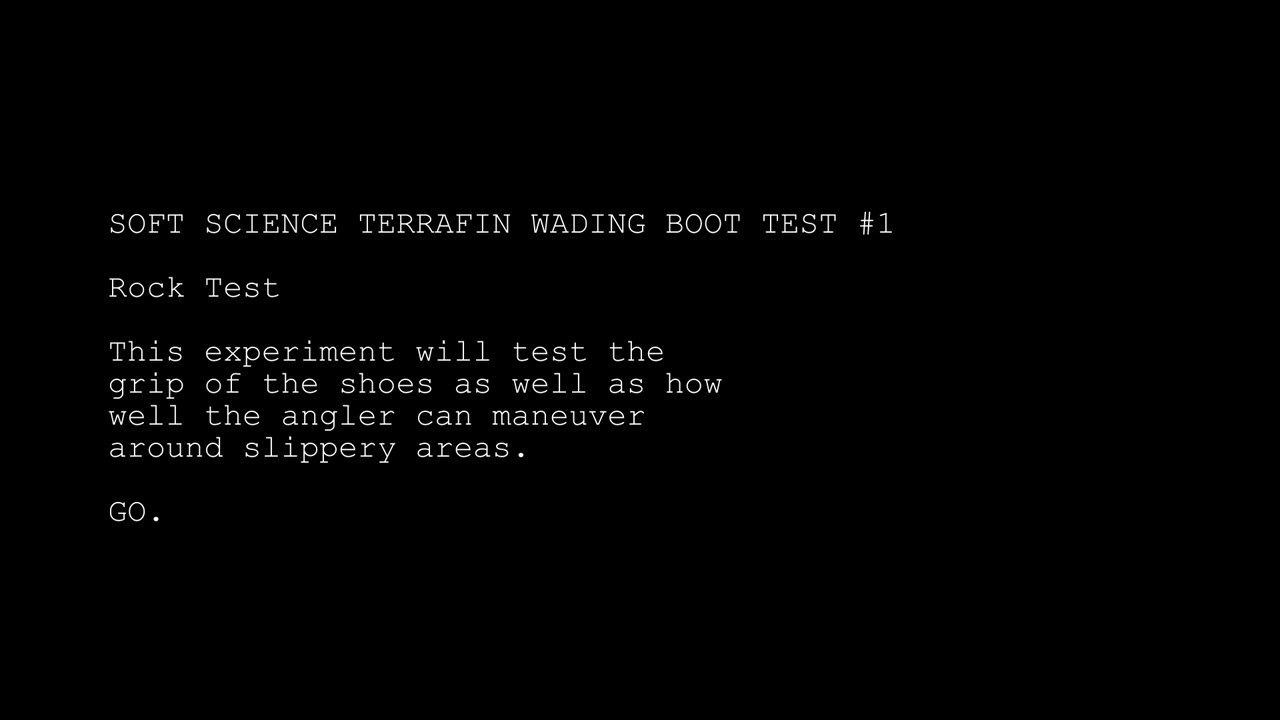 SOFT SCIENCE TERRAFIN WADING BOOT TEST #1
Rock Test
This experiment will test the
grip of the shoes as well as how
well the angler can maneuver
around slippery areas.
GO.